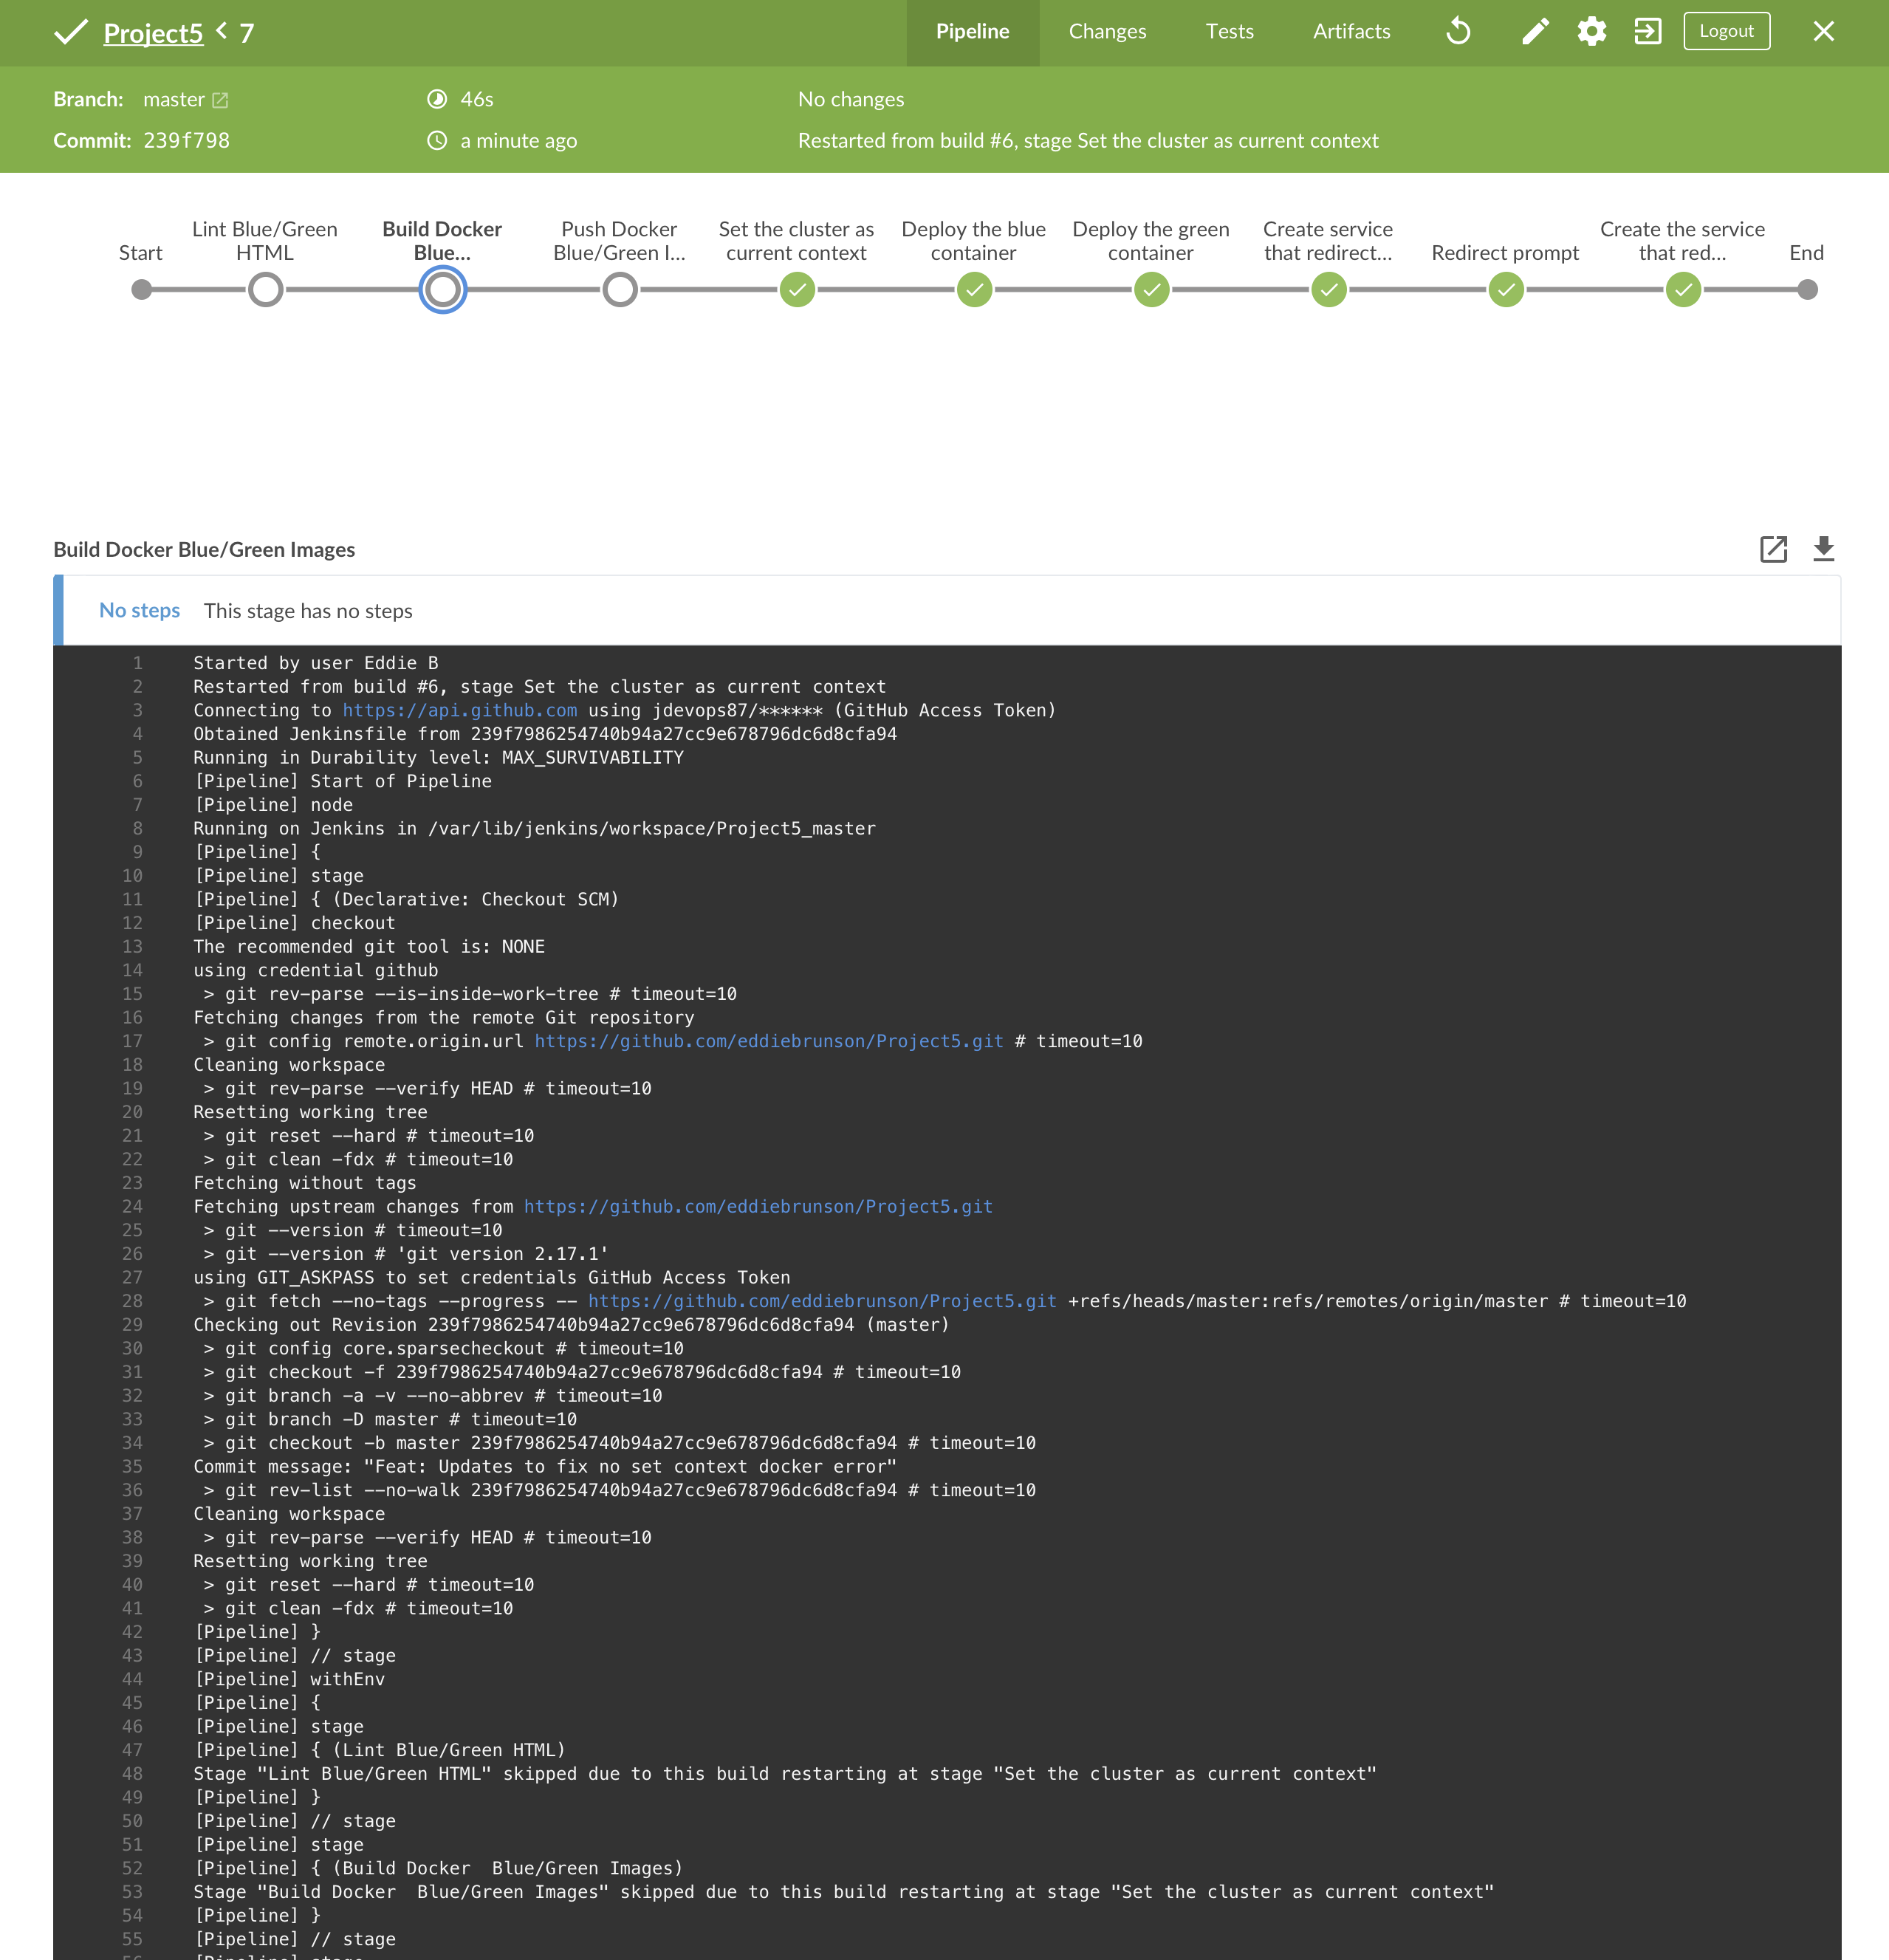 Project5 < 7
Pipeline Changes Tests Artifacts Logout
Branch: master 46s No changes
Commit: 239f798 a minute ago Restarted from build #6, stage Set the cluster as current context
Start
Lint Blue/Green
HTML
Build Docker
Blue...
Push Docker
Blue/Green I...
Set the cluster as
current context
Deploy the blue
container
Deploy the green
container
Create service
that redirect...
Redirect prompt
Create the service
that red...
End
Build Docker Blue/Green Images
No steps This stage has no steps
1 Started by user Eddie B
2 Restarted from build #6, stage Set the cluster as current context
3 Connecting to https://api.github.com using jdevops87/****** (GitHub Access Token)
4 Obtained Jenkinsfile from 239f7986254740b94a27cc9e678796dc6d8cfa94
5 Running in Durability level: MAX_SURVIVABILITY
6 [Pipeline] Start of Pipeline
7 [Pipeline] node
8 Running on Jenkins in /var/lib/jenkins/workspace/Project5_master
9 [Pipeline] {
10 [Pipeline] stage
11 [Pipeline] { (Declarative: Checkout SCM)
12 [Pipeline] checkout
13 The recommended git tool is: NONE
14 using credential github
15 > git rev-parse --is-inside-work-tree # timeout=10
16 Fetching changes from the remote Git repository
17 > git config remote.origin.url https://github.com/eddiebrunson/Project5.git # timeout=10
18 Cleaning workspace
19 > git rev-parse --verify HEAD # timeout=10
20 Resetting working tree
21 > git reset --hard # timeout=10
22 > git clean -fdx # timeout=10
23 Fetching without tags
24 Fetching upstream changes from https://github.com/eddiebrunson/Project5.git
25 > git --version # timeout=10
26 > git --version # 'git version 2.17.1'
27 using GIT_ASKPASS to set credentials GitHub Access Token
28 > git fetch --no-tags --progress -- https://github.com/eddiebrunson/Project5.git +refs/heads/master:refs/remotes/origin/master # timeout=10
29 Checking out Revision 239f7986254740b94a27cc9e678796dc6d8cfa94 (master)
30 > git config core.sparsecheckout # timeout=10
31 > git checkout -f 239f7986254740b94a27cc9e678796dc6d8cfa94 # timeout=10
32 > git branch -a -v --no-abbrev # timeout=10
33 > git branch -D master # timeout=10
34 > git checkout -b master 239f7986254740b94a27cc9e678796dc6d8cfa94 # timeout=10
35 Commit message: "Feat: Updates to fix no set context docker error"
36 > git rev-list --no-walk 239f7986254740b94a27cc9e678796dc6d8cfa94 # timeout=10
37 Cleaning workspace
38 > git rev-parse --verify HEAD # timeout=10
39 Resetting working tree
40 > git reset --hard # timeout=10
41 > git clean -fdx # timeout=10
42 [Pipeline] }
43 [Pipeline] // stage
44 [Pipeline] withEnv
45 [Pipeline] {
46 [Pipeline] stage
47 [Pipeline] { (Lint Blue/Green HTML)
48 Stage "Lint Blue/Green HTML" skipped due to this build restarting at stage "Set the cluster as current context"
49 [Pipeline] }
50 [Pipeline] // stage
51 [Pipeline] stage
52 [Pipeline] { (Build Docker  Blue/Green Images)
53 Stage "Build Docker  Blue/Green Images" skipped due to this build restarting at stage "Set the cluster as current context"
54 [Pipeline] }
55 [Pipeline] // stage